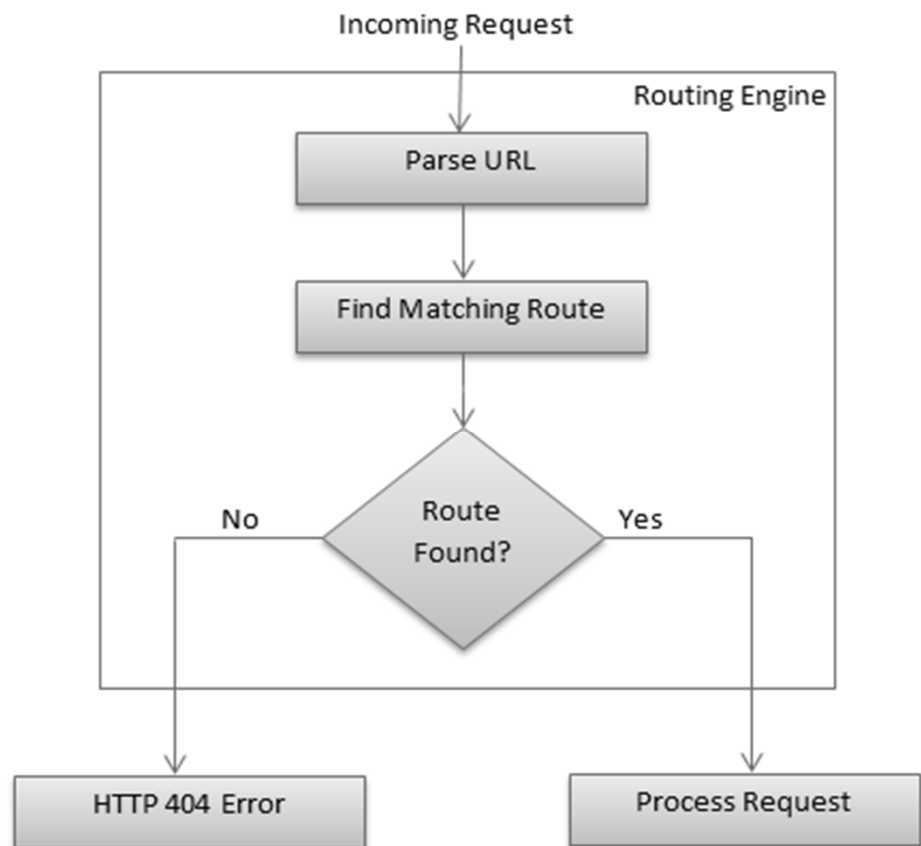 Incoming Request
Routing Engine
Parse URL
Find Matching Route
Route
Found?
No
Yes
HTTP 404 Error
Process Request